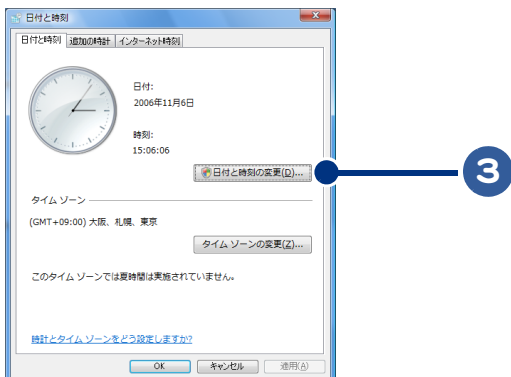 日付と時刻
日付と時刻 追加の時計 インターネット時刻
日付:
2006年11月6日
時刻:
15:06:06
日付と時刻の変更(D)...
3
タイム ゾーン
(GMT+09:00) 大阪、札幌、東京
タイム ゾーンの変更(Z)...
このタイム ゾーンでは夏時間は実施されていません。
時計とタイム ゾーンをどう設定しますか?
OK キャンセル 適用(A)